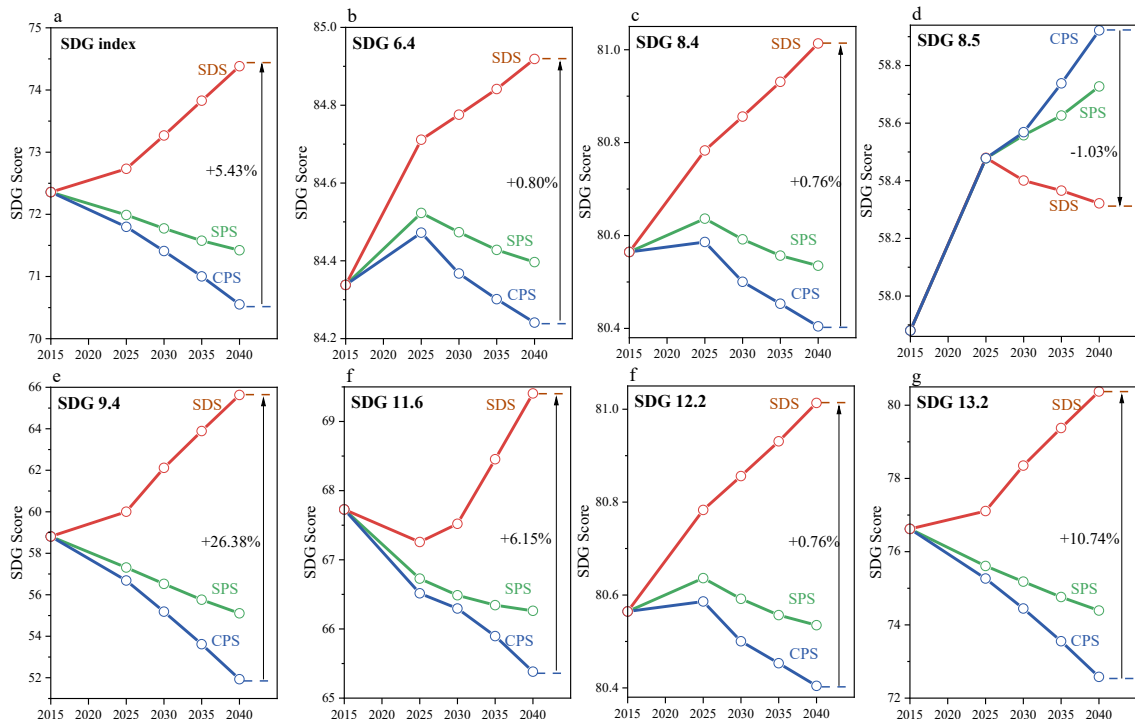 a
SDG index
SDG Score
75
74
73
72
71
70
SDS
SPS
CPS
+5.43%
2015 2020 2025 2030 2035 2040
b
SDG 6.4
SDG Score
85.0
84.8
84.6
84.4
84.2
SDS
SPS
CPS
+0.80%
2015 2020 2025 2030 2035 2040
c
SDG 8.4
SDG Score
81.0
80.8
80.6
80.4
SDS
SPS
CPS
+0.76%
2015 2020 2025 2030 2035 2040
d
SDG 8.5
SDG Score
58.8
58.6
58.4
58.2
58.0
CPS
SPS
SDS
-1.03%
2015 2020 2025 2030 2035 2040
e
SDG 9.4
SDG Score
66
64
62
60
58
56
54
52
SDS
SPS
CPS
+26.38%
2015 2020 2025 2030 2035 2040
f
SDG 11.6
SDG Score
69
68
67
66
65
SDS
SPS
CPS
+6.15%
2015 2020 2025 2030 2035 2040
f
SDG 12.2
SDG Score
81.0
80.8
80.6
80.4
SDS
SPS
CPS
+0.76%
2015 2020 2025 2030 2035 2040
g
SDG 13.2
SDG Score
80
78
76
74
72
SDS
SPS
CPS
+10.74%
2015 2020 2025 2030 2035 2040